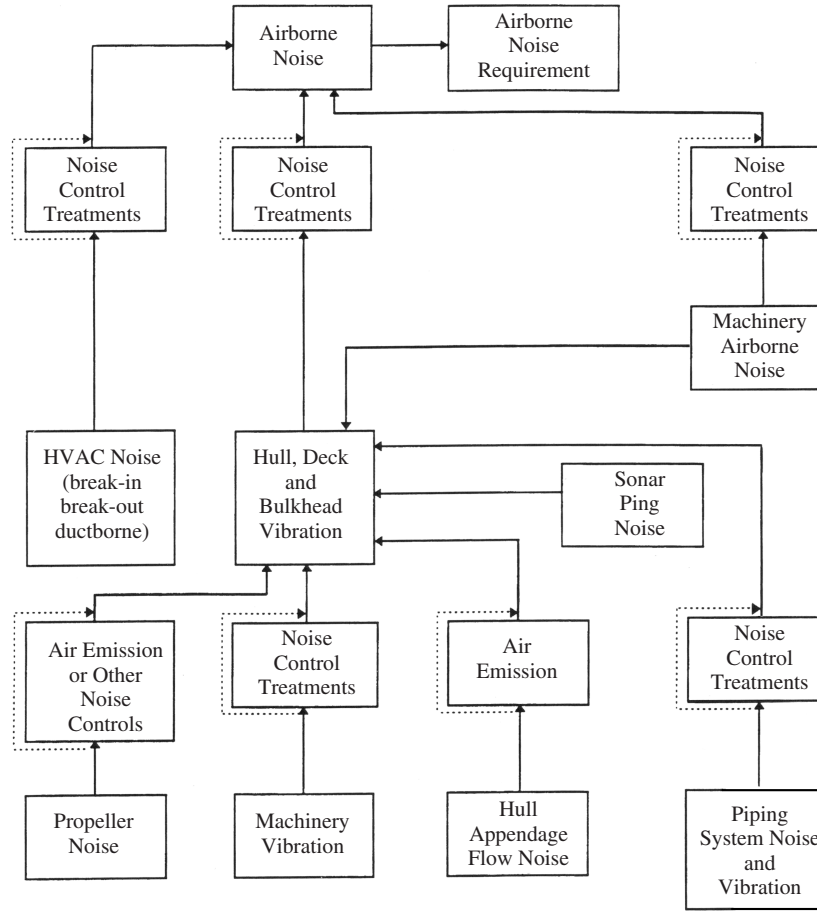 Airborne
Noise
Airborne
Noise
Requirement
Noise
Control
Treatments
Noise
Control
Treatments
Noise
Control
Treatments
Machinery
Airborne
Noise
HVAC Noise
(break-in
break-out
ductborne)
Hull, Deck
and
Bulkhead
Vibration
Sonar
Ping
Noise
Air Emission
or Other
Noise
Controls
Noise
Control
Treatments
Air
Emission
Noise
Control
Treatments
Propeller
Noise
Machinery
Vibration
Hull
Appendage
Flow Noise
Piping
System Noise
and
Vibration